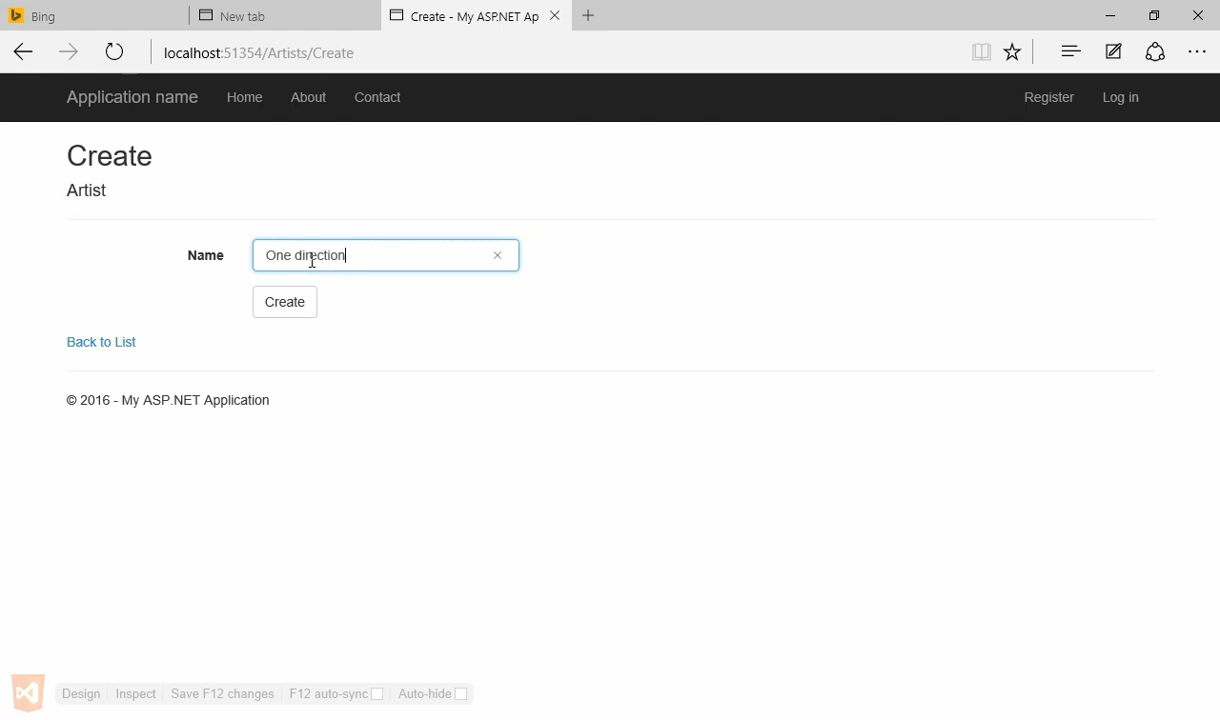 Bing New tab Create - My ASP.NET Ap
localhost:51354/Artists/Create
Application name Home About Contact Register Log in
Create
Artist
Name One direction
Create
Back to List
© 2016 - My ASP.NET Application
Design Inspect Save F12 changes F12 auto-sync Auto-hide